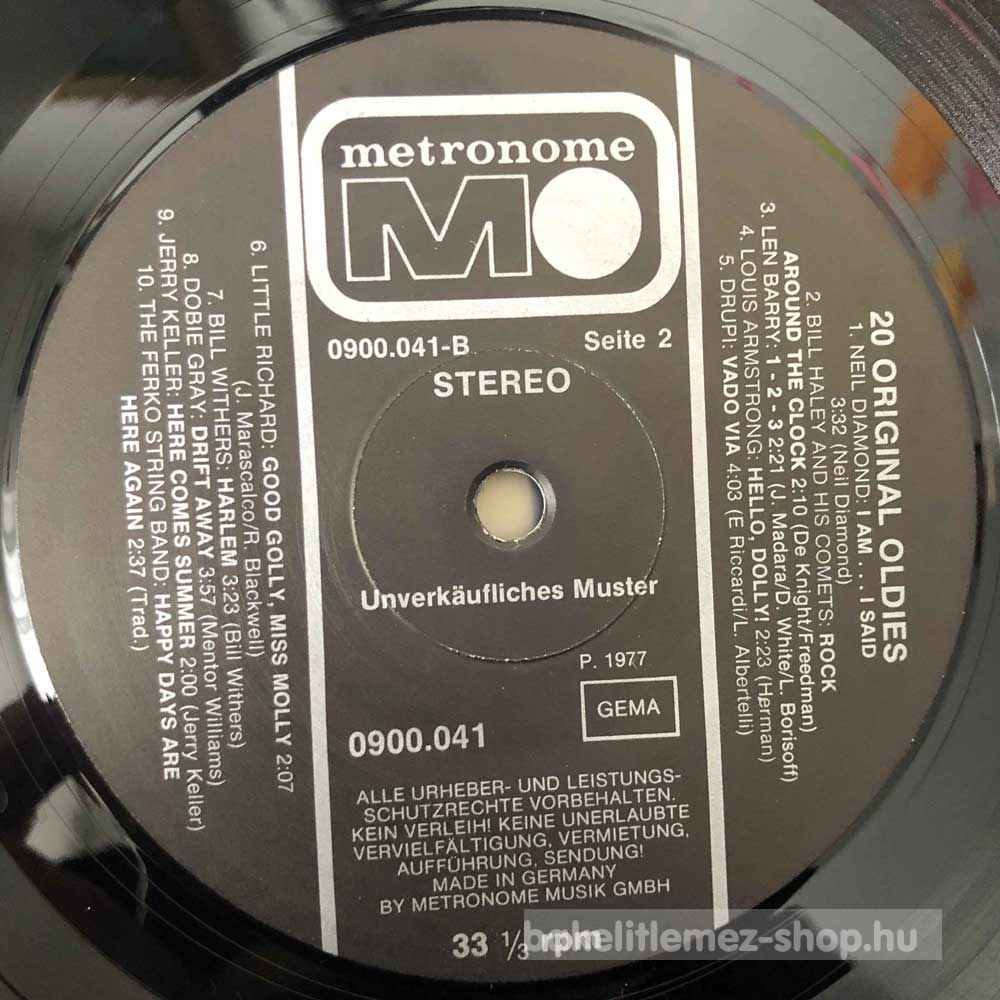 metronome
MO
0900.041-B Seite 2
STEREO
20 ORIGINAL OLDIES
1. NEIL DIAMOND: I AM . . . I SAID
3:32 (Neil Diamond)
2. BILL HALEY AND HIS COMETS: ROCK
AROUND THE CLOCK 2:10 (De Knight/Freedman)
3. LEN BARRY: 1 - 2 - 3 2:21 (J. Madara/D. White/L. Borisoff)
4. LOUIS ARMSTRONG: HELLO, DOLLY! 2:23 (Herman)
5. DRUPI: VADO VIA 4:03 (E Riccardi/L. Albertelli)
6. LITTLE RICHARD: GOOD GOLLY, MISS MOLLY 2:07
(J. Marascalco/R. Blackwell)
7. BILL WITHERS: HARLEM 3:23 (Bill Withers)
8. DOBIE GRAY: DRIFT AWAY 3:57 (Mentor Williams)
9. JERRY KELLER: HERE COMES SUMMER 2:00 (Jerry Keller)
10. THE FERKO STRING BAND: HAPPY DAYS ARE
HERE AGAIN 2:37 (Trad.)
Unverkäufliches Muster
P. 1977
GEMA
0900.041
ALLE URHEBER- UND LEISTUNGS-
SCHUTZRECHTE VORBEHALTEN.
KEIN VERLEIH! KEINE UNERLAUBTE
VERVIELFÄLTIGUNG, VERMIETUNG,
AUFFÜHRUNG, SENDUNG!
MADE IN GERMANY
BY METRONOME MUSIK GMBH
33 1/3 rpm
bphelitlemez-shop.hu